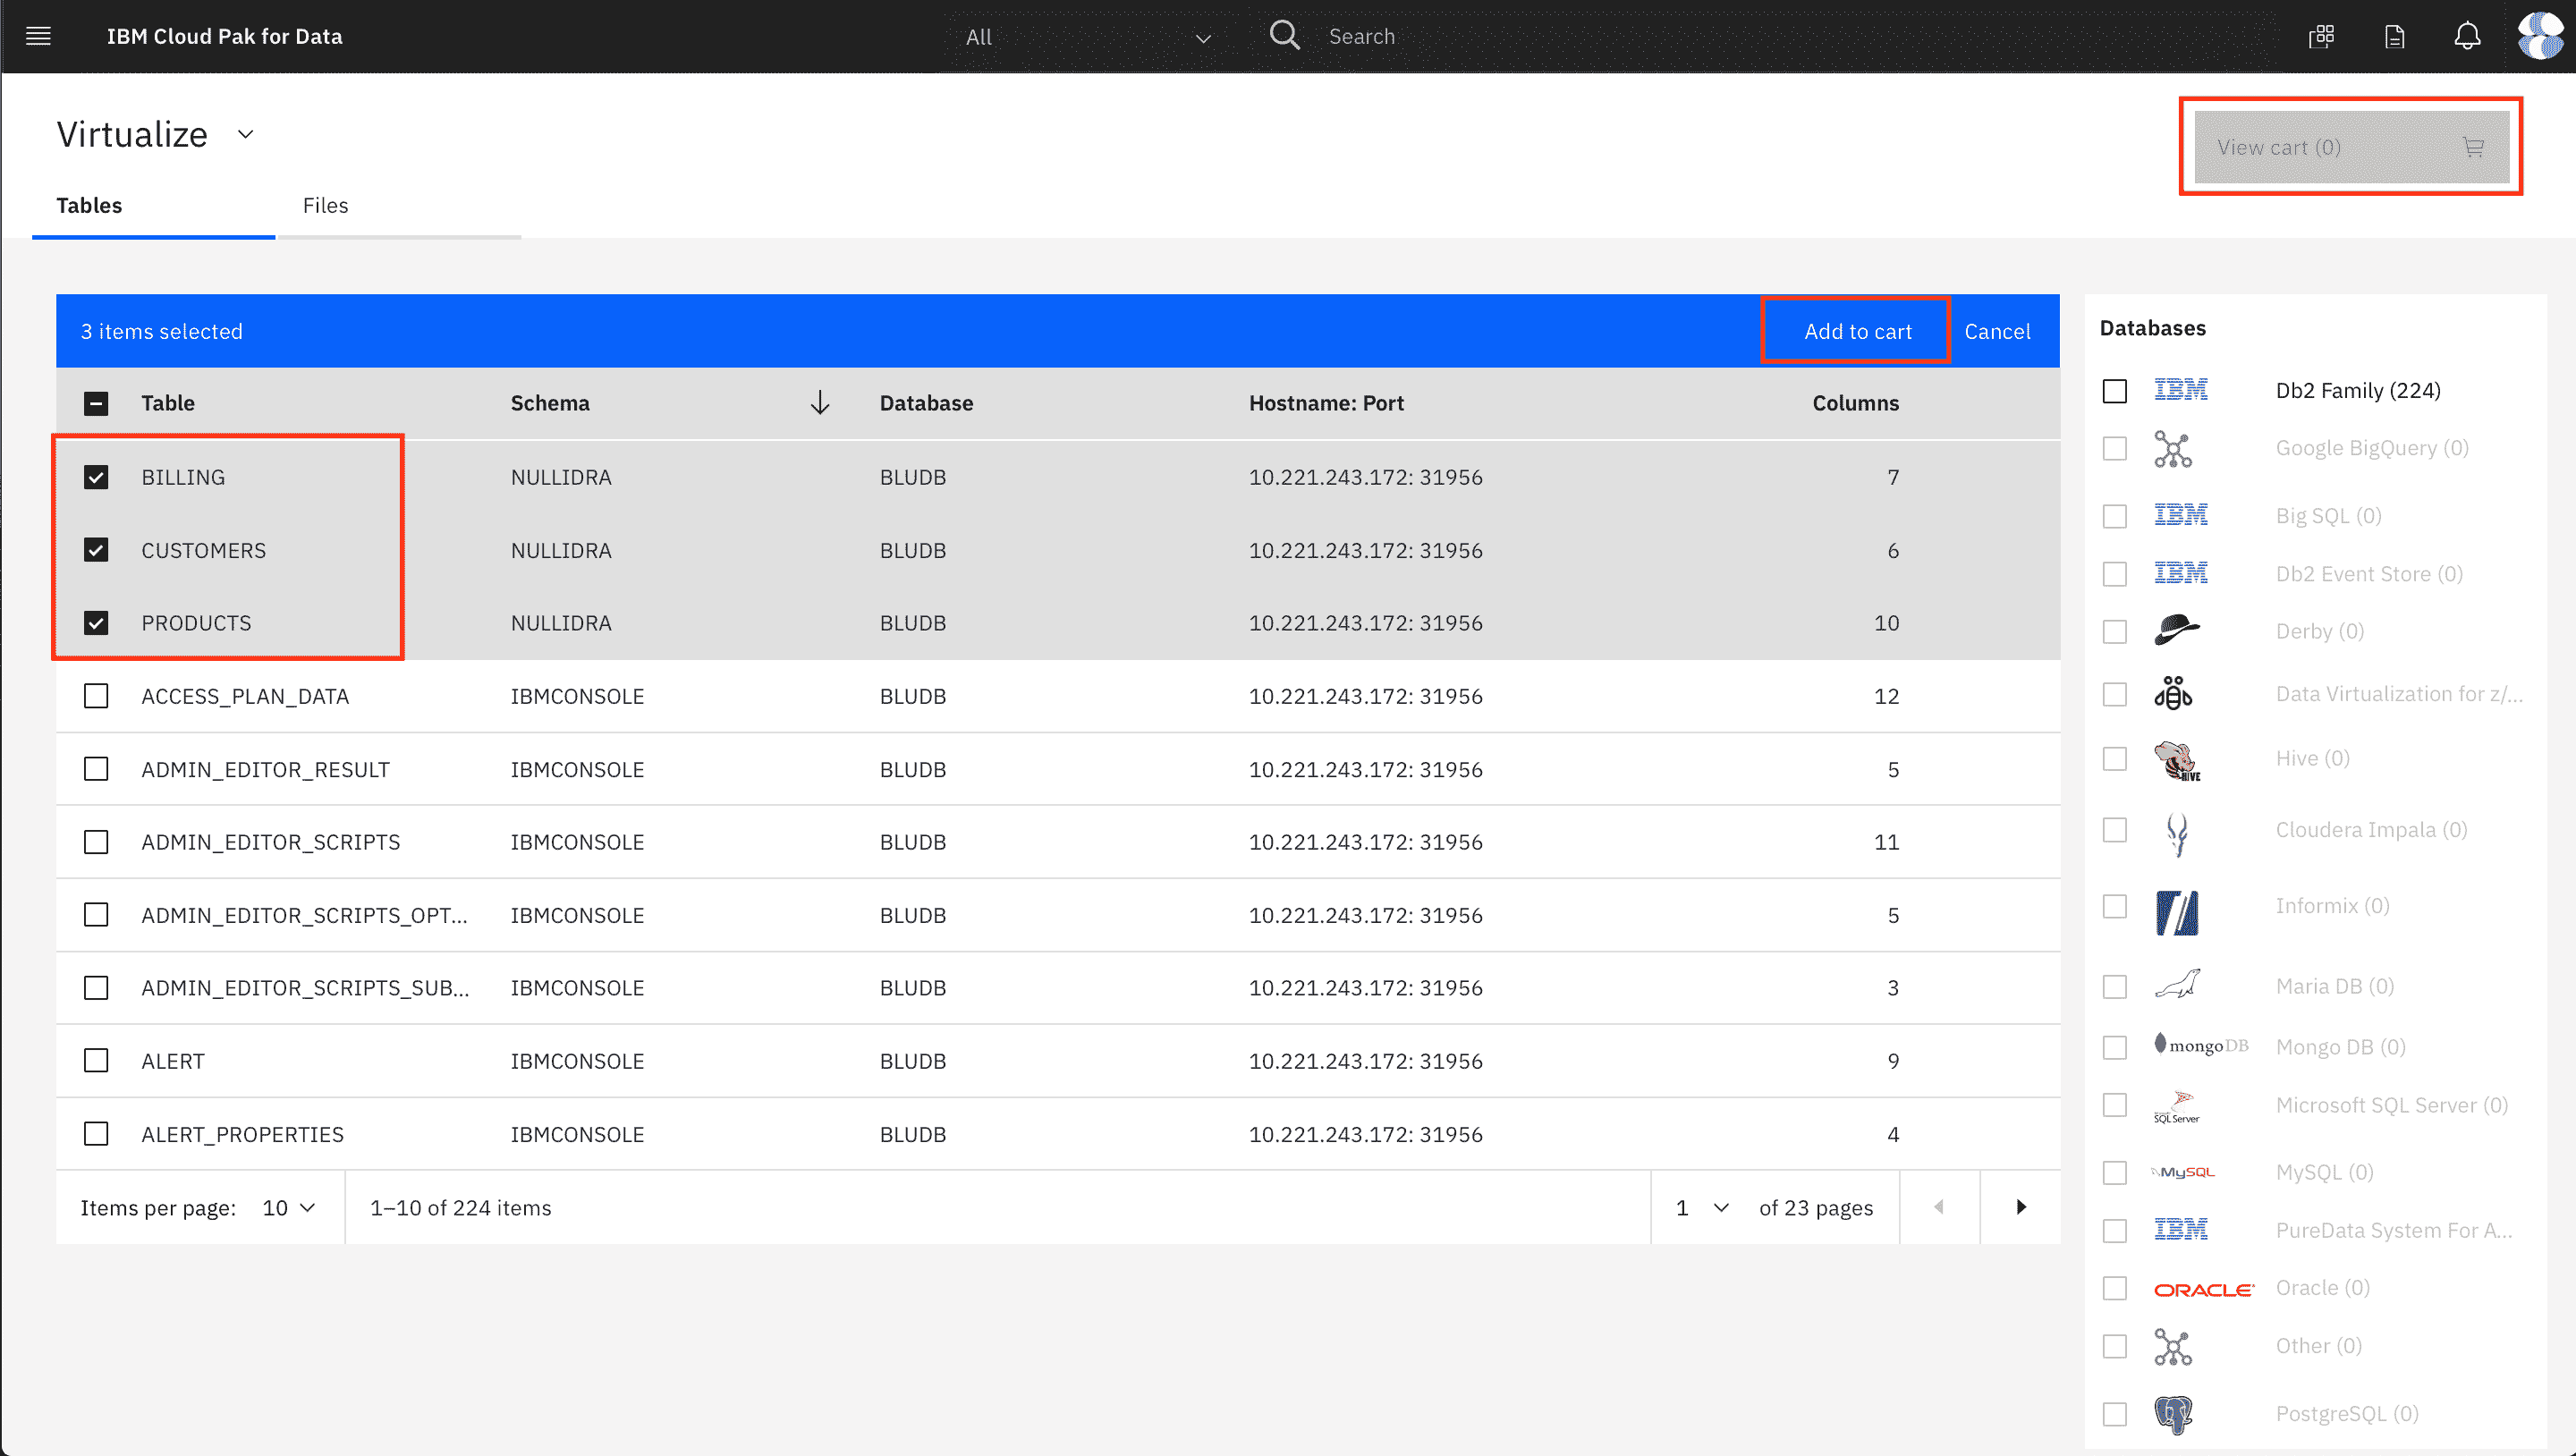 IBM Cloud Pak for Data
All
Search
Virtualize
View cart (0)
Tables
Files
3 items selected
Add to cart
Cancel
Table Schema Database Hostname: Port Columns
BILLING NULLIDRA BLUDB 10.221.243.172: 31956 7
CUSTOMERS NULLIDRA BLUDB 10.221.243.172: 31956 6
PRODUCTS NULLIDRA BLUDB 10.221.243.172: 31956 10
ACCESS_PLAN_DATA IBMCONSOLE BLUDB 10.221.243.172: 31956 12
ADMIN_EDITOR_RESULT IBMCONSOLE BLUDB 10.221.243.172: 31956 5
ADMIN_EDITOR_SCRIPTS IBMCONSOLE BLUDB 10.221.243.172: 31956 11
ADMIN_EDITOR_SCRIPTS_OPT... IBMCONSOLE BLUDB 10.221.243.172: 31956 5
ADMIN_EDITOR_SCRIPTS_SUB... IBMCONSOLE BLUDB 10.221.243.172: 31956 3
ALERT IBMCONSOLE BLUDB 10.221.243.172: 31956 9
ALERT_PROPERTIES IBMCONSOLE BLUDB 10.221.243.172: 31956 4
Items per page: 10
1–10 of 224 items
1
of 23 pages
Databases
IBM Db2 Family (224)
Google BigQuery (0)
IBM Big SQL (0)
IBM Db2 Event Store (0)
Derby (0)
Data Virtualization for z/...
HIVE Hive (0)
Cloudera Impala (0)
Informix (0)
Maria DB (0)
mongoDB Mongo DB (0)
SQL Server Microsoft SQL Server (0)
MySQL MySQL (0)
IBM PureData System For A...
ORACLE Oracle (0)
Other (0)
PostgreSQL (0)